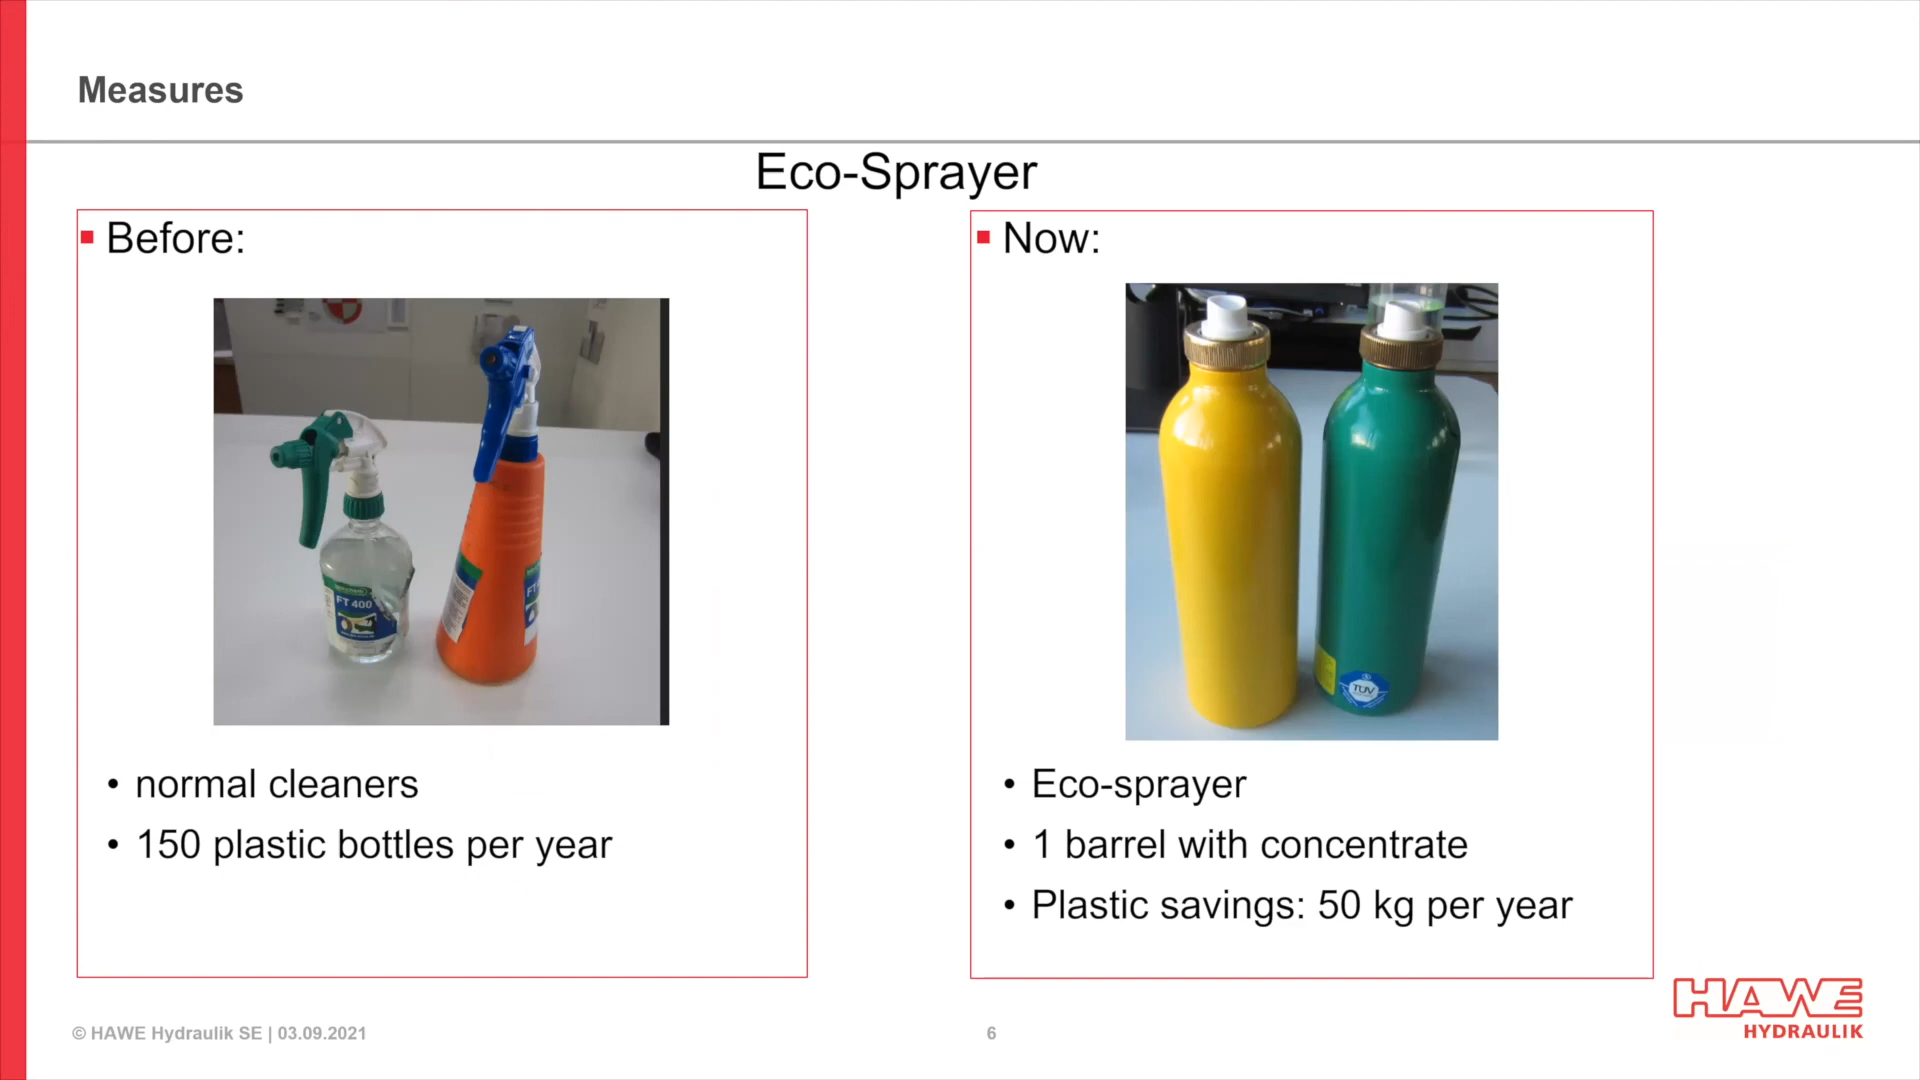 Measures
Eco-Sprayer
Before:
FT 400
FT
• normal cleaners
• 150 plastic bottles per year
Now:
TÜV
• Eco-sprayer
• 1 barrel with concentrate
• Plastic savings: 50 kg per year
© HAWE Hydraulik SE | 03.09.2021
6
HAWE
HYDRAULIK